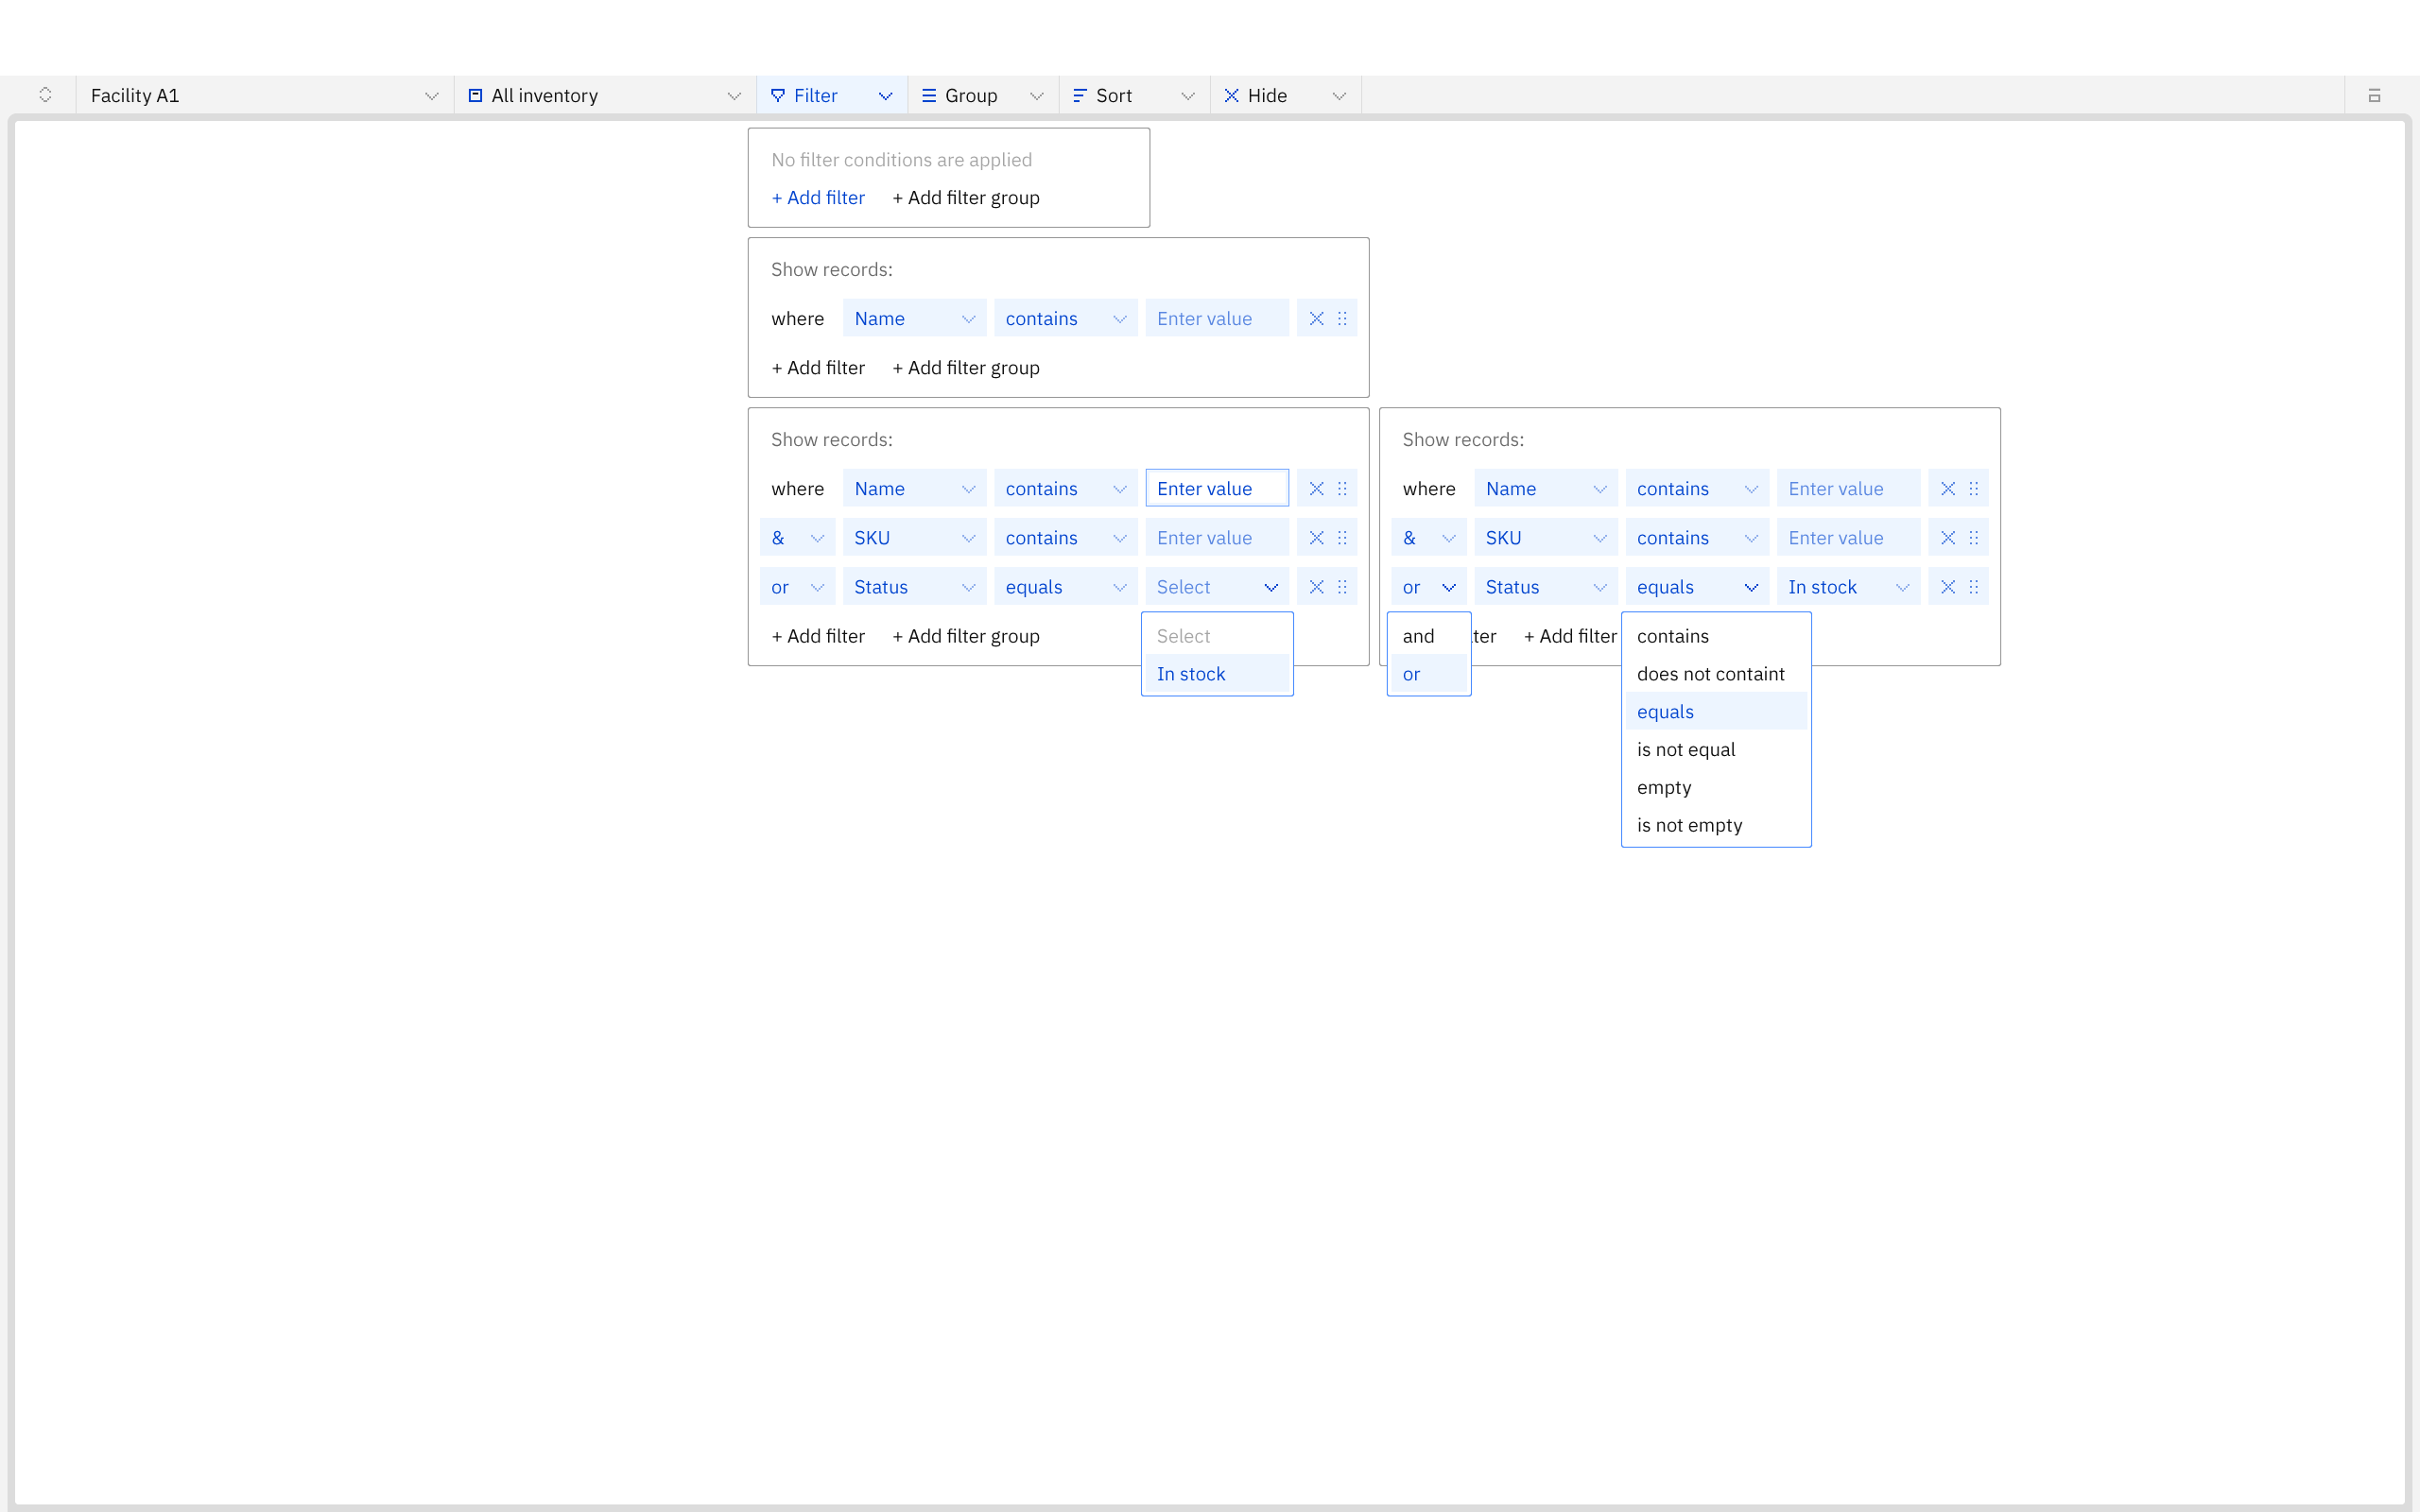 Facility A1 All inventory Filter Group Sort Hide
No filter conditions are applied
+ Add filter + Add filter group
Show records:
where Name contains Enter value
+ Add filter + Add filter group
Show records:
where Name contains Enter value
& SKU contains Enter value
or Status equals Select
+ Add filter + Add filter group
Select
In stock
Show records:
where Name contains Enter value
& SKU contains Enter value
or Status equals In stock
ter + Add filter
and
or
contains
does not containt
equals
is not equal
empty
is not empty